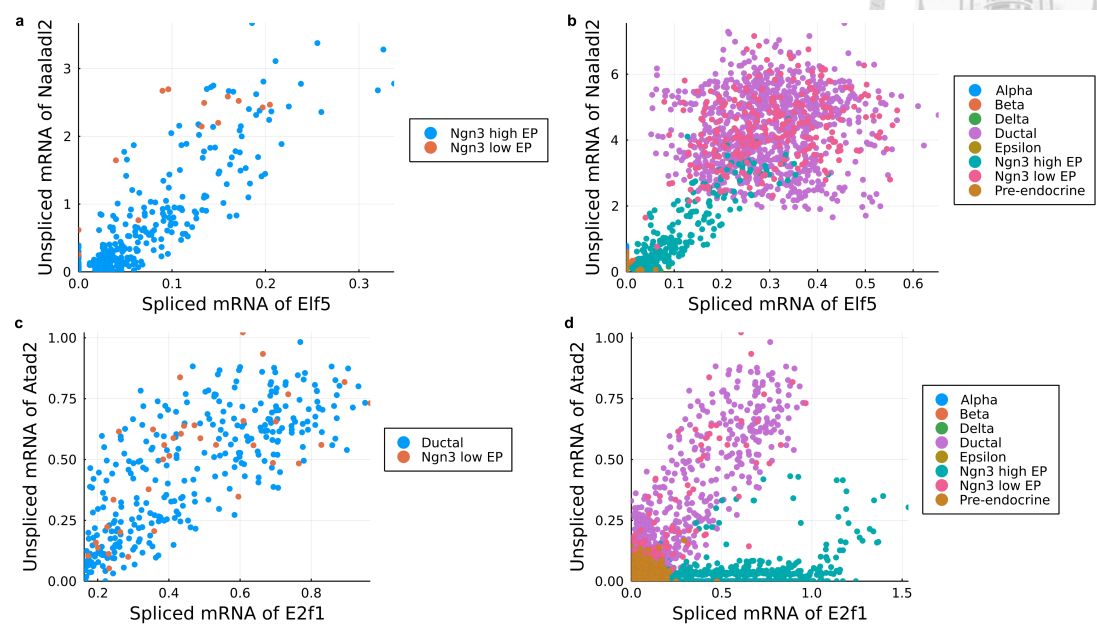 a
Unspliced mRNA of Naaladl2
3
2
1
0
0.0 0.1 0.2 0.3
Spliced mRNA of Elf5
Ngn3 high EP
Ngn3 low EP
b
Unspliced mRNA of Naaladl2
6
4
2
0
0.0 0.1 0.2 0.3 0.4 0.5 0.6
Spliced mRNA of Elf5
Alpha
Beta
Delta
Ductal
Epsilon
Ngn3 high EP
Ngn3 low EP
Pre-endocrine
c
Unspliced mRNA of Atad2
1.00
0.75
0.50
0.25
0.00
0.2 0.4 0.6 0.8
Spliced mRNA of E2f1
Ductal
Ngn3 low EP
d
Unspliced mRNA of Atad2
1.00
0.75
0.50
0.25
0.00
0.0 0.5 1.0 1.5
Spliced mRNA of E2f1
Alpha
Beta
Delta
Ductal
Epsilon
Ngn3 high EP
Ngn3 low EP
Pre-endocrine